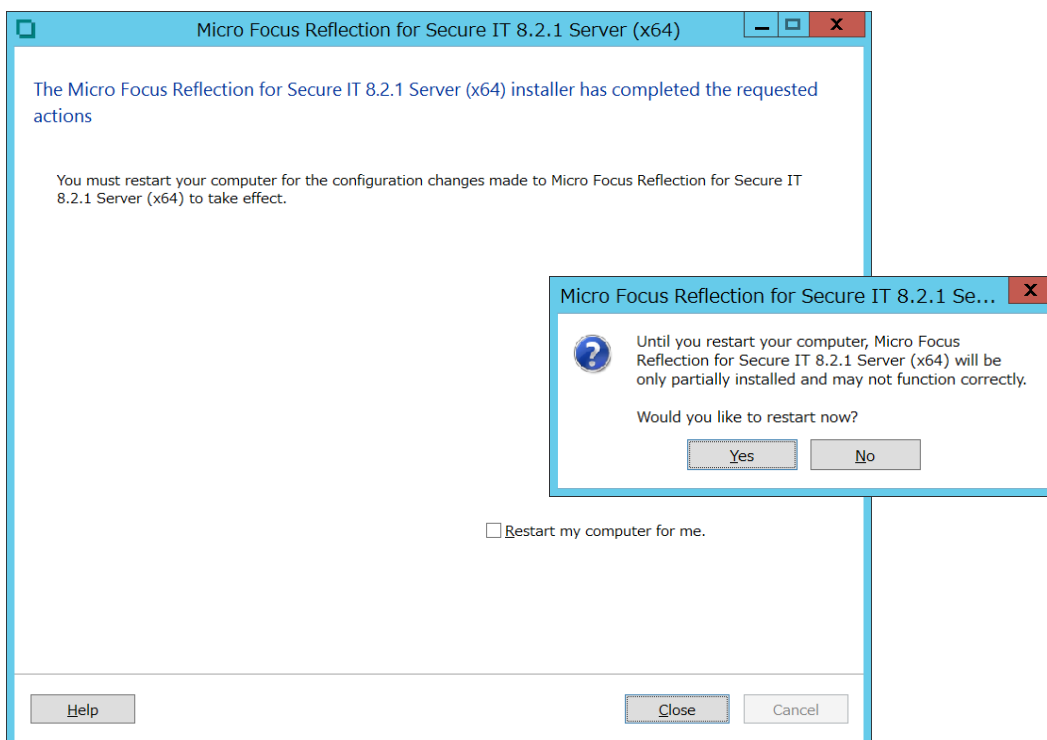 Micro Focus Reflection for Secure IT 8.2.1 Server (x64)
The Micro Focus Reflection for Secure IT 8.2.1 Server (x64) installer has completed the requested
actions
You must restart your computer for the configuration changes made to Micro Focus Reflection for Secure IT
8.2.1 Server (x64) to take effect.
Micro Focus Reflection for Secure IT 8.2.1 Se...
Until you restart your computer, Micro Focus
Reflection for Secure IT 8.2.1 Server (x64) will be
only partially installed and may not function correctly.
Would you like to restart now?
Yes No
Restart my computer for me.
Help Close Cancel